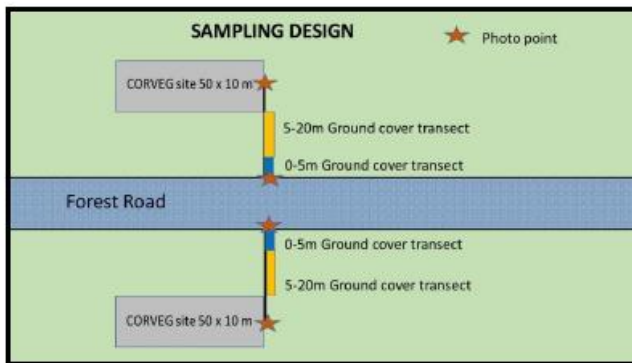 SAMPLING DESIGN
Photo point
CORVEG site 50 x 10 m
5-20m Ground cover transect
0-5m Ground cover transect
Forest Road
0-5m Ground cover transect
5-20m Ground cover transect
CORVEG site 50 x 10 m